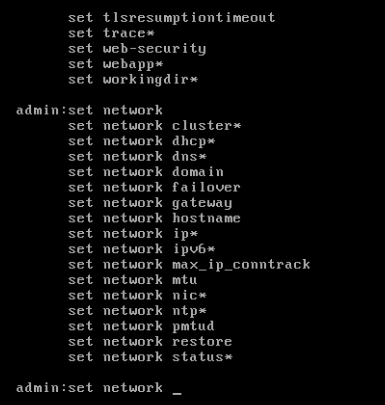 set tlsresumptiontimeout
set trace*
set web-security
set webapp*
set workingdir*
admin:set network
set network cluster*
set network dhcp*
set network dns*
set network domain
set network failover
set network gateway
set network hostname
set network ip*
set network ipv6*
set network max_ip_conntrack
set network mtu
set network nic*
set network ntp*
set network pmtud
set network restore
set network status*
admin:set network _